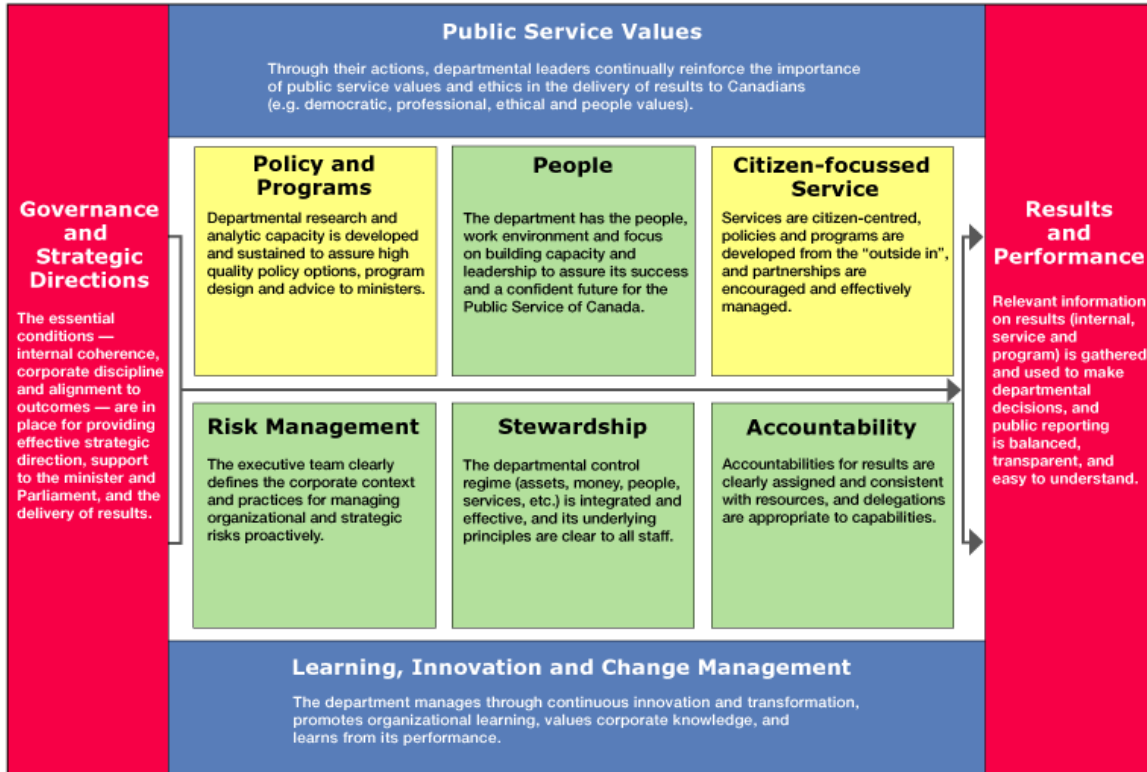 Public Service Values
Through their actions, departmental leaders continually reinforce the importance
of public service values and ethics in the delivery of results to Canadians
(e.g. democratic, professional, ethical and people values).
Governance
and
Strategic
Directions
The essential
conditions —
internal coherence,
corporate discipline
and alignment to
outcomes — are in
place for providing
effective strategic
direction, support
to the minister and
Parliament, and the
delivery of results.
Policy and
Programs
Departmental research and
analytic capacity is developed
and sustained to assure high
quality policy options, program
design and advice to ministers.
People
The department has the people,
work environment and focus
on building capacity and
leadership to assure its success
and a confident future for the
Public Service of Canada.
Citizen-focussed
Service
Services are citizen-centred,
policies and programs are
developed from the “outside in”,
and partnerships are
encouraged and effectively
managed.
Risk Management
The executive team clearly
defines the corporate context
and practices for managing
organizational and strategic
risks proactively.
Stewardship
The departmental control
regime (assets, money, people,
services, etc.) is integrated and
effective, and its underlying
principles are clear to all staff.
Accountability
Accountabilities for results are
clearly assigned and consistent
with resources, and delegations
are appropriate to capabilities.
Results
and
Performance
Relevant information
on results (internal,
service and
program) is gathered
and used to make
departmental
decisions, and
public reporting
is balanced,
transparent, and
easy to understand.
Learning, Innovation and Change Management
The department manages through continuous innovation and transformation,
promotes organizational learning, values corporate knowledge, and
learns from its performance.